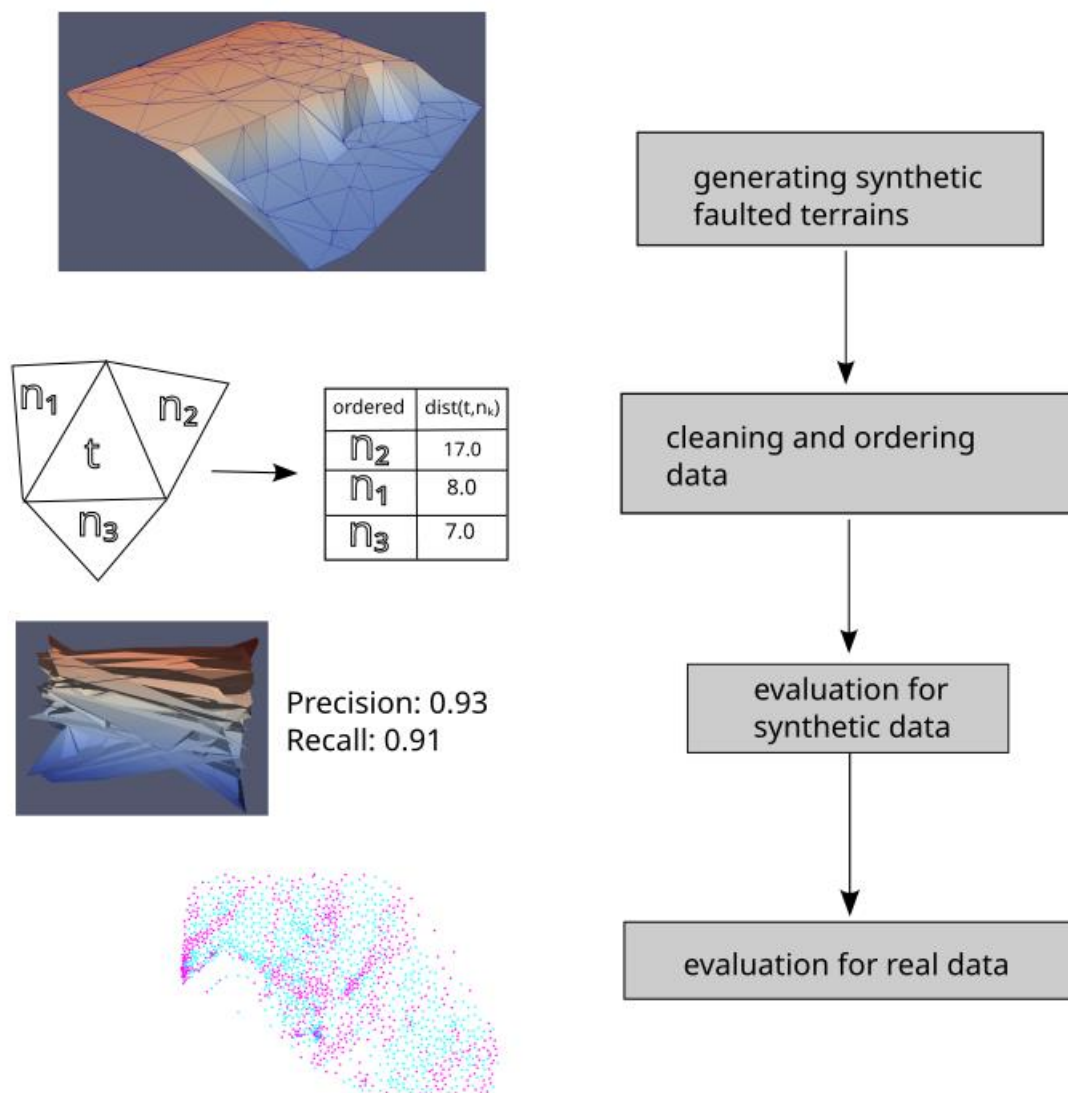 generating synthetic
faulted terrains
n₁
n₂
t
n₃
ordered dist(t,nₖ)
n₂ 17.0
n₁ 8.0
n₃ 7.0
cleaning and ordering
data
Precision: 0.93
Recall: 0.91
evaluation for
synthetic data
evaluation for real data